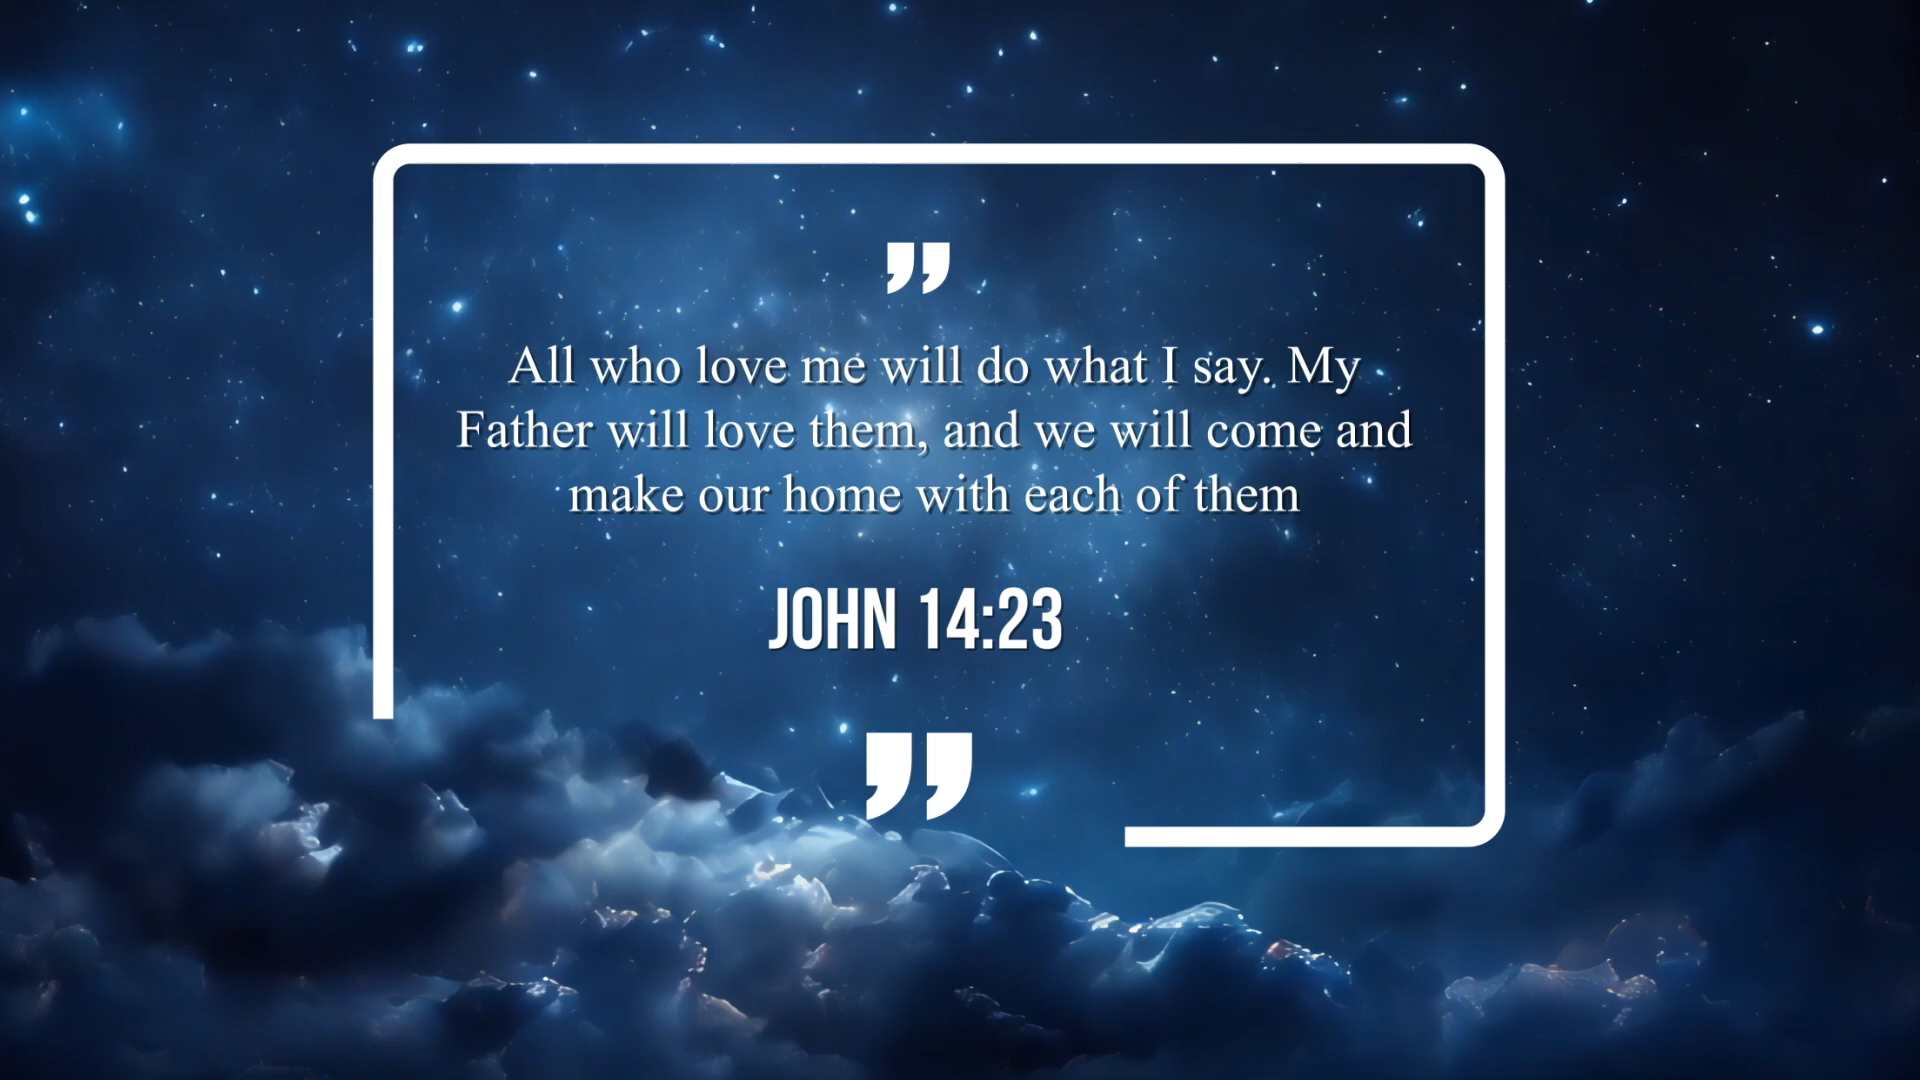 ”
All who love me will do what I say. My
Father will love them, and we will come and
make our home with each of them
JOHN 14:23
”